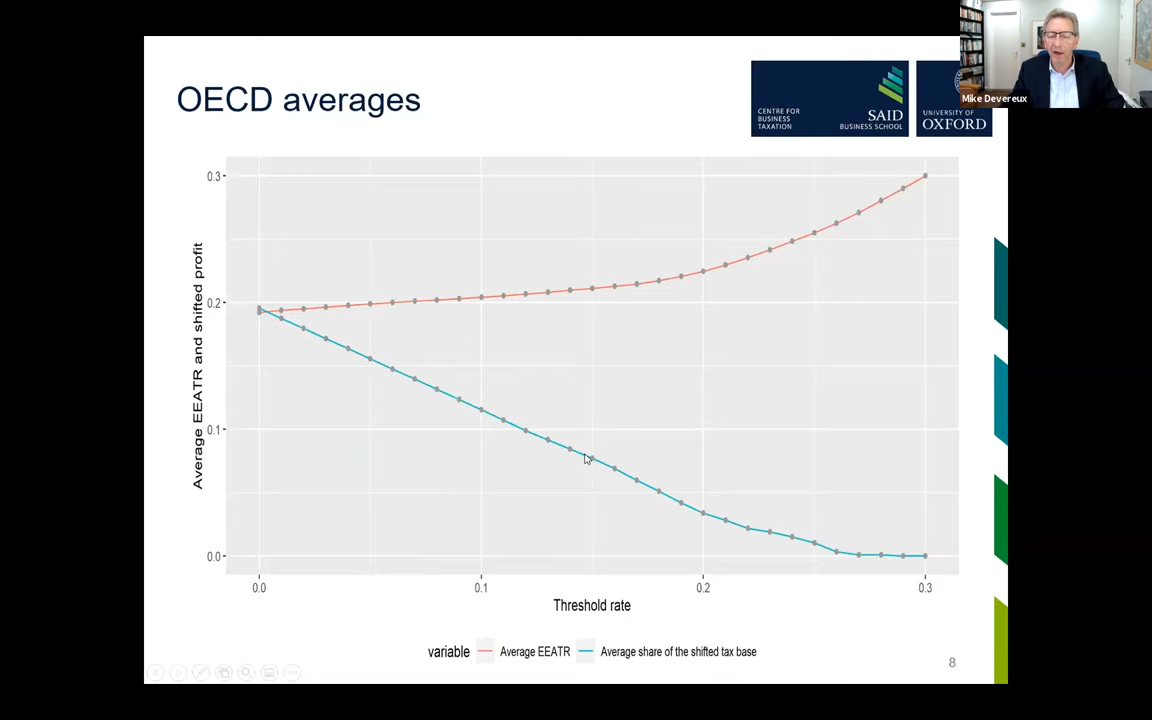 Mike Devereux
OECD averages
CENTRE FOR
BUSINESS
TAXATION
SAID
BUSINESS SCHOOL
UNIVERSITY OF
OXFORD
Average EEATR and shifted profit
0.3
0.2
0.1
0.0
0.0 0.1 0.2 0.3
Threshold rate
variable Average EEATR Average share of the shifted tax base
8